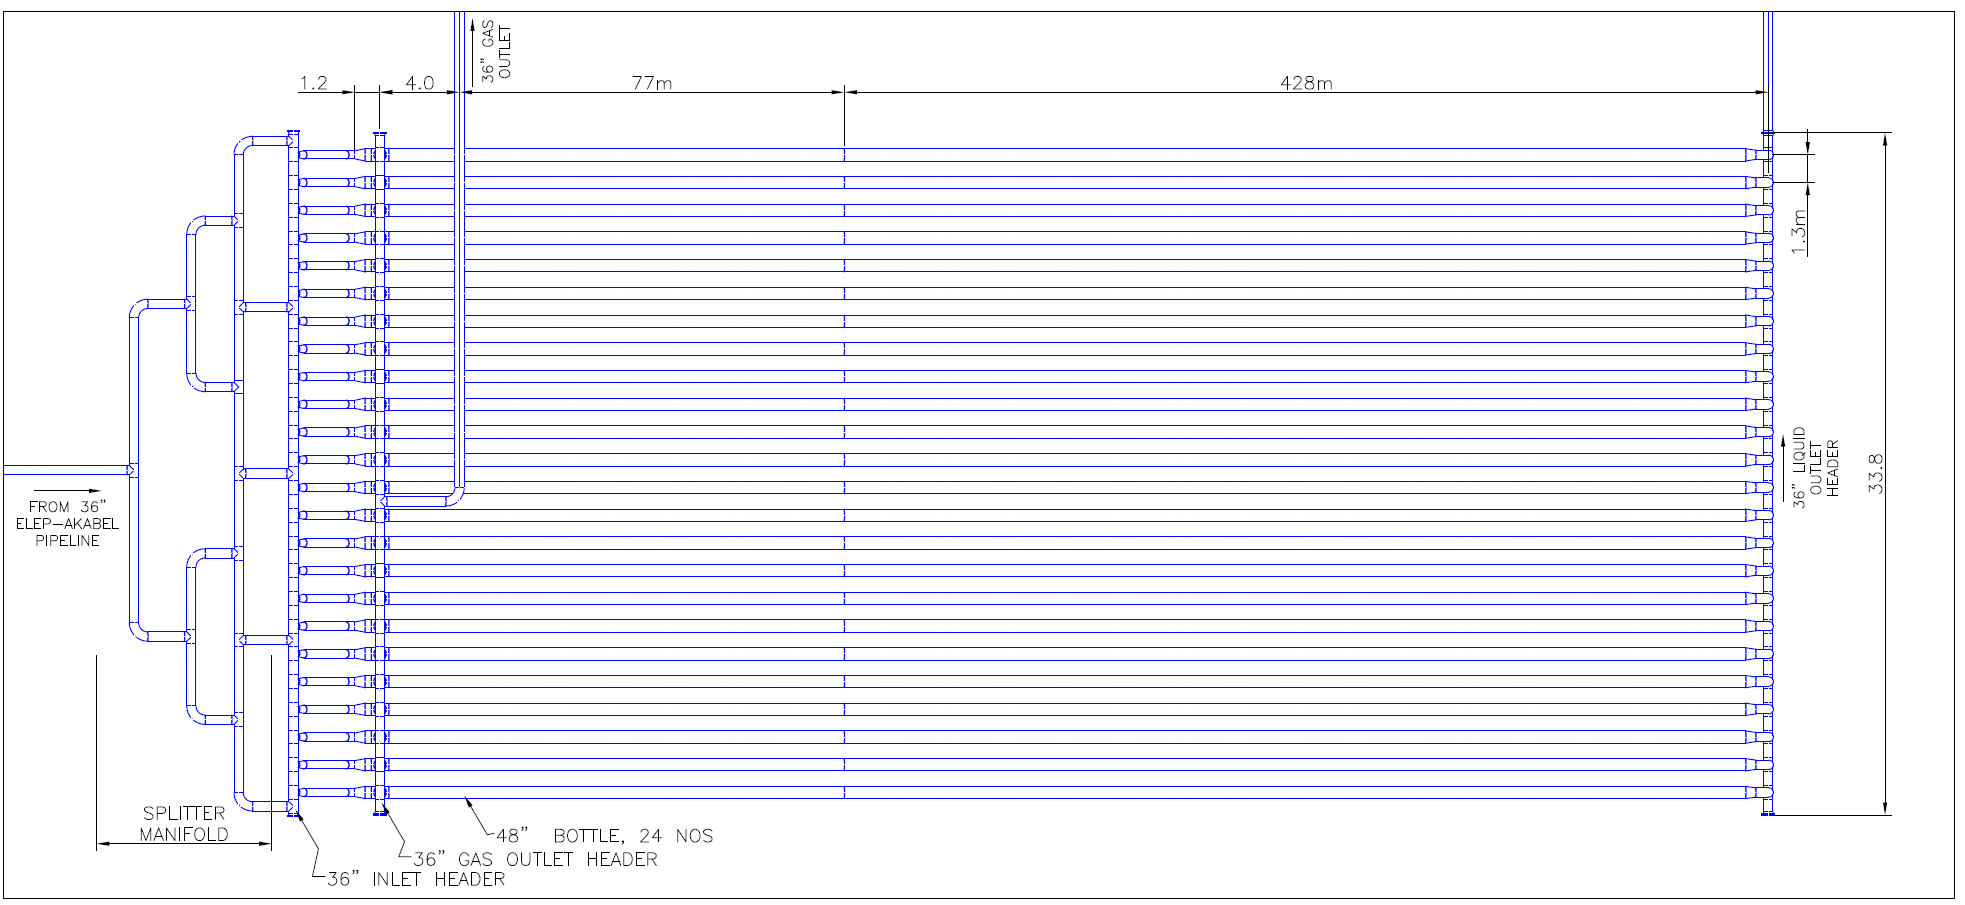 36” GAS
OUTLET
1.2
4.0
77m
428m
1.3m
33.8
36” LIQUID
OUTLET
HEADER
FROM 36”
ELEP–AKABEL
PIPELINE
SPLITTER
MANIFOLD
48” BOTTLE, 24 NOS
36” GAS OUTLET HEADER
36” INLET HEADER